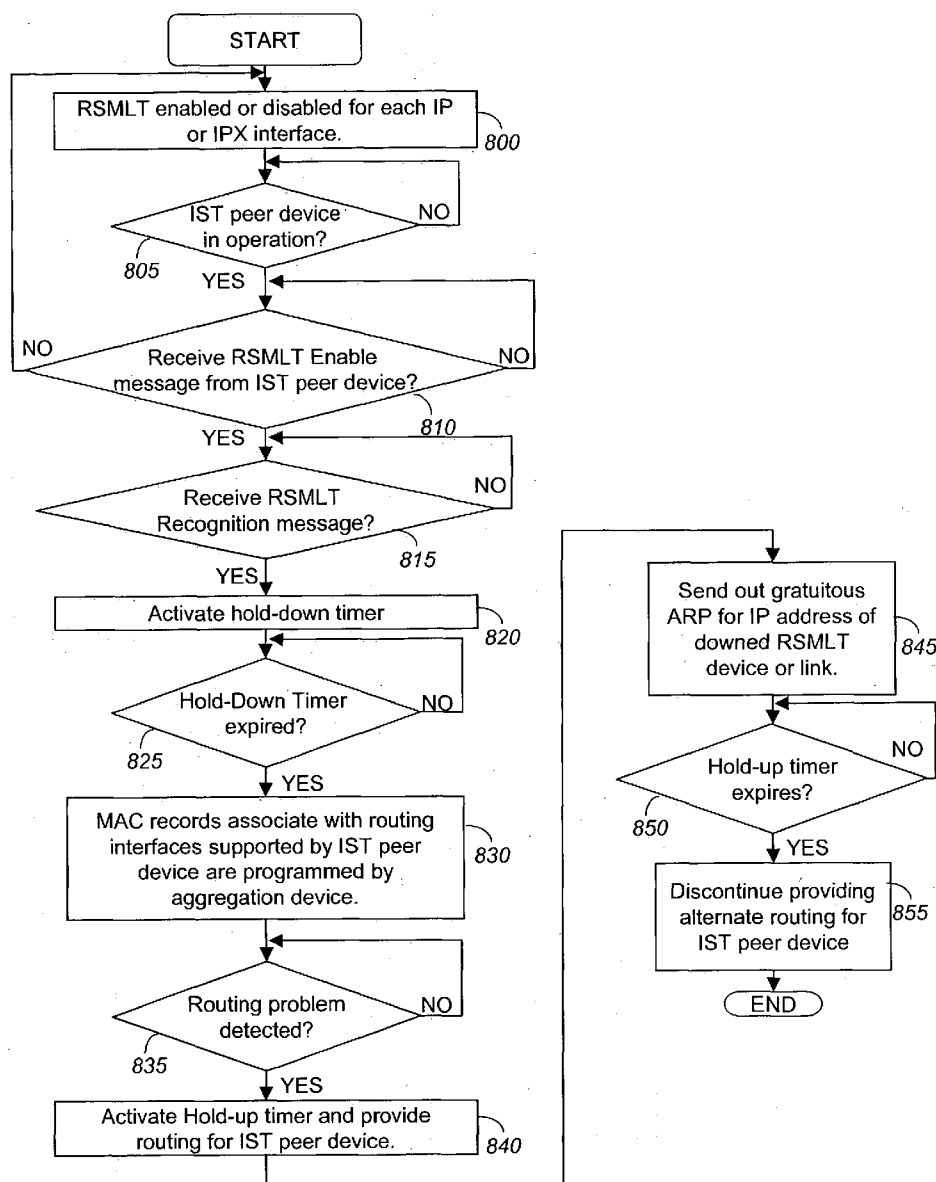 START
RSMLT enabled or disabled for each IP
or IPX interface.
800
IST peer device
in operation?
NO
805
YES
NO
Receive RSMLT Enable
message from IST peer device?
NO
810
YES
Receive RSMLT
Recognition message?
NO
815
YES
Activate hold-down timer
820
Hold-Down Timer
expired?
NO
825
YES
MAC records associate with routing
interfaces supported by IST peer
device are programmed by
aggregation device.
830
Routing problem
detected?
NO
835
YES
Activate Hold-up timer and provide
routing for IST peer device.
840
Send out gratuitous
ARP for IP address of
downed RSMLT
device or link.
845
Hold-up timer
expires?
NO
850
YES
Discontinue providing
alternate routing for
IST peer device
855
END